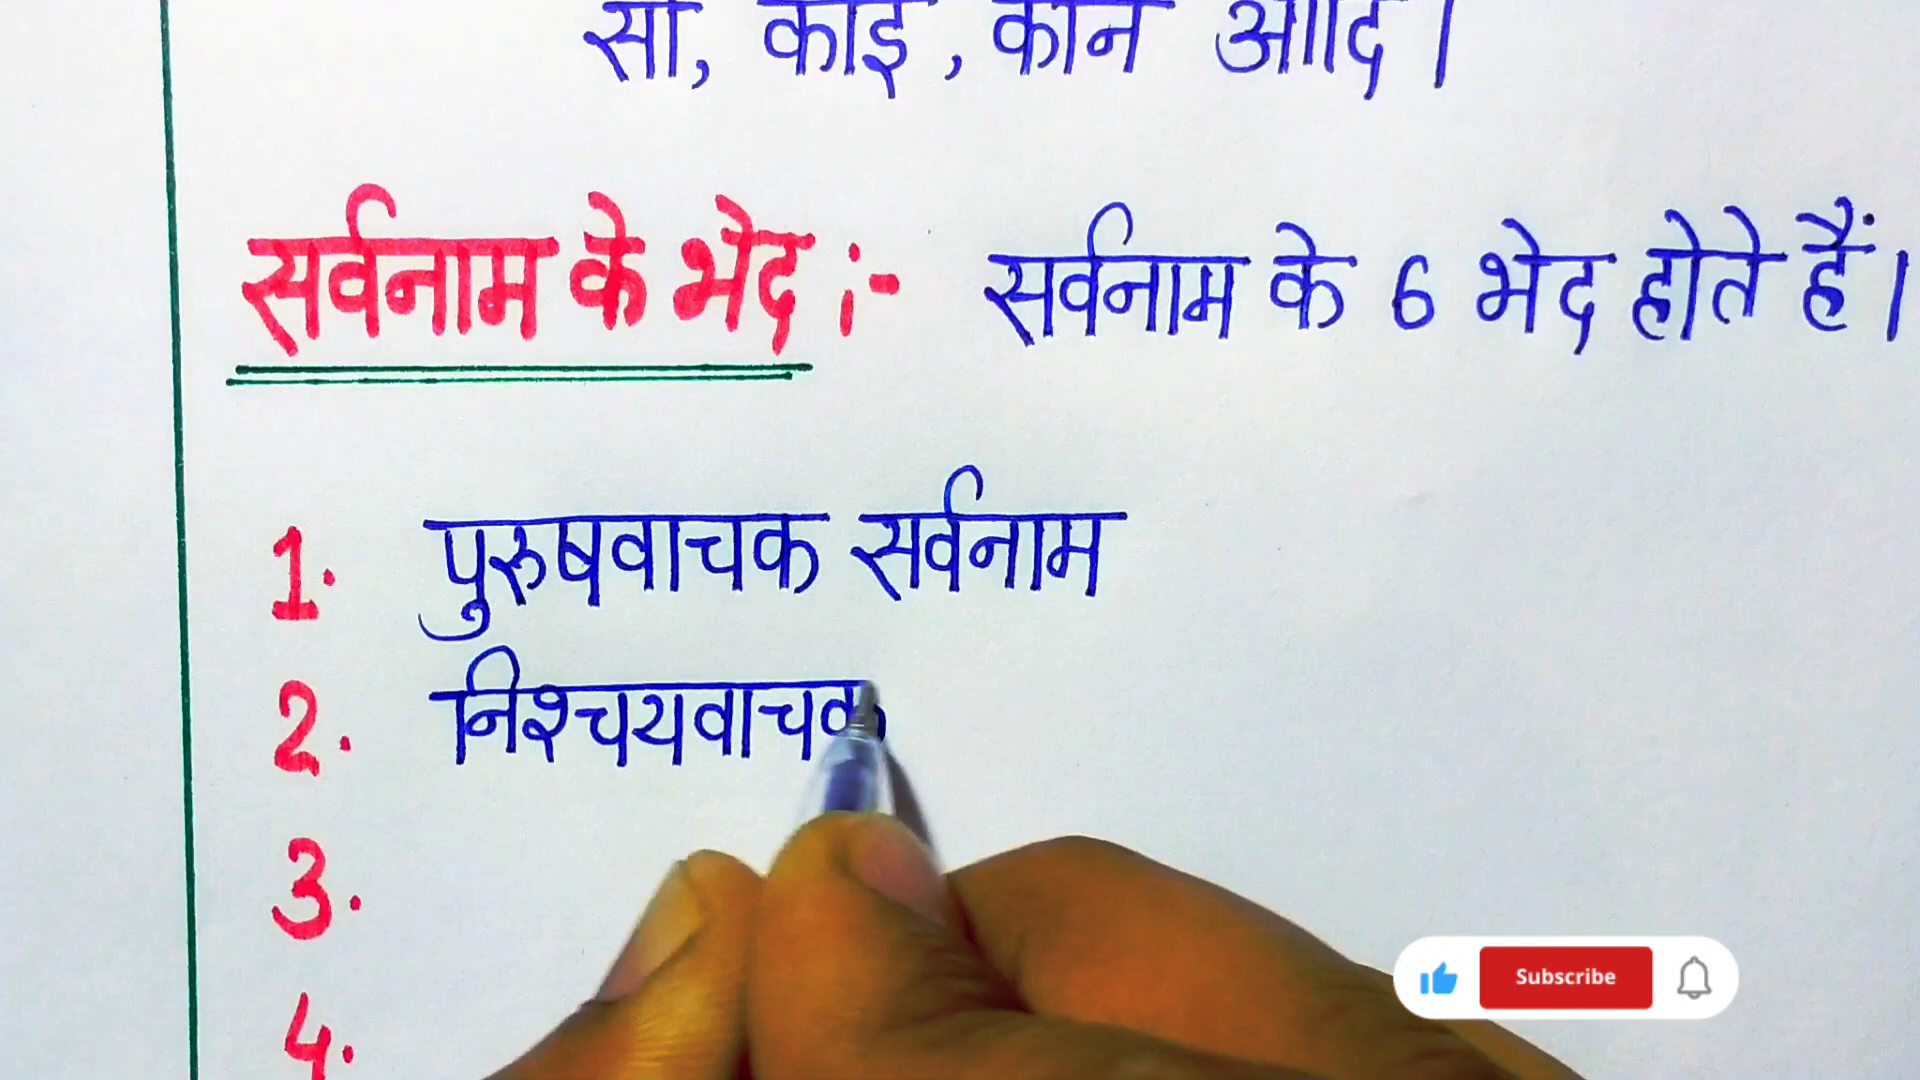 सो, कोई, कौन आदि।
सर्वनाम के भेद :- सर्वनाम के 6 भेद होते हैं।
1. पुरुषवाचक सर्वनाम
2. निश्चयवाचक
3.
4.
Subscribe